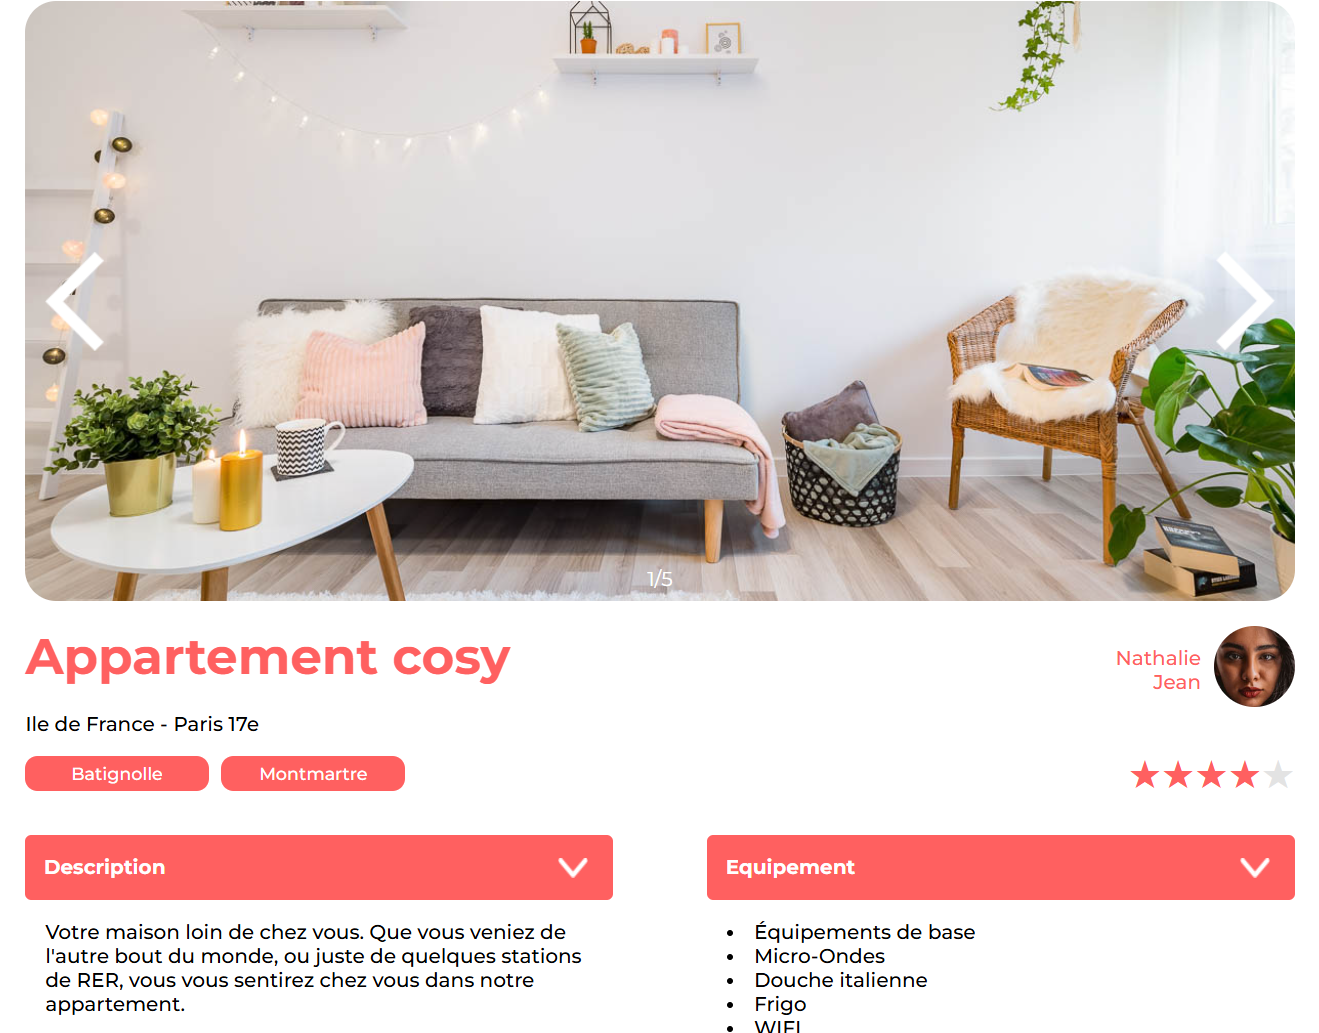 1/5
Appartement cosy
Nathalie
Jean
Ile de France - Paris 17e
Batignolle
Montmartre
Description
Votre maison loin de chez vous. Que vous veniez de
l'autre bout du monde, ou juste de quelques stations
de RER, vous vous sentirez chez vous dans notre
appartement.
Equipement
• Équipements de base
• Micro-Ondes
• Douche italienne
• Frigo
• WIFI